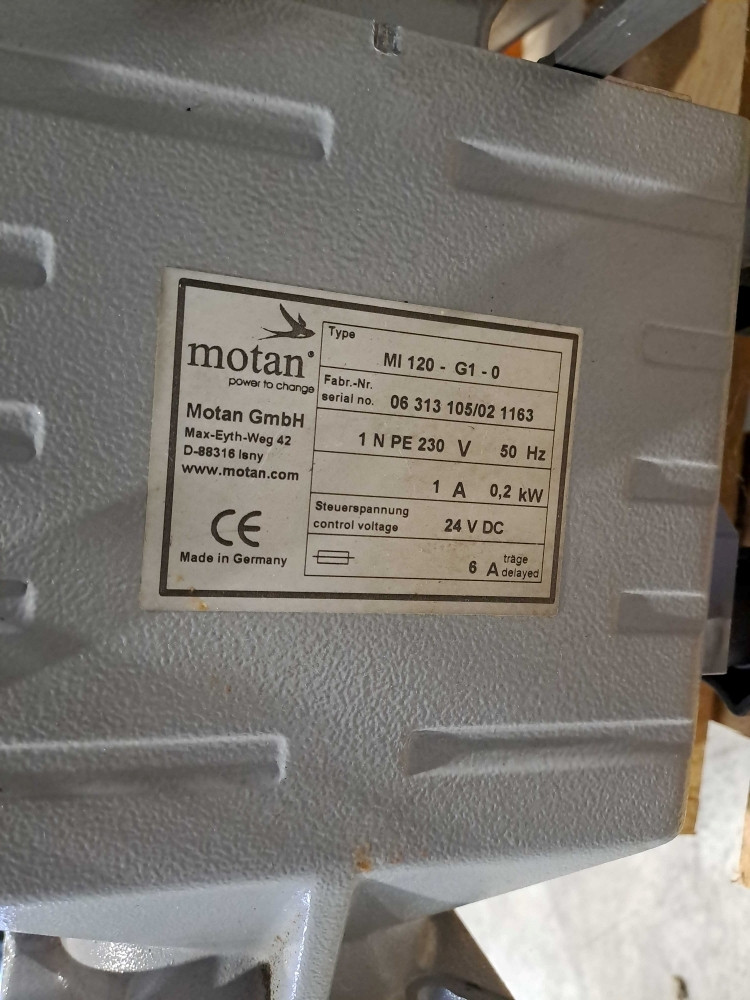 motan®
power to change
Motan GmbH
Max-Eyth-Weg 42
D-88316 Isny
www.motan.com
CE
Made in Germany
Type
MI 120 - G1 - 0
Fabr.-Nr.
serial no. 06 313 105/02 1163
1 N PE 230 V 50 Hz
1 A 0,2 kW
Steuerspannung
control voltage 24 V DC
6 A träge
delayed